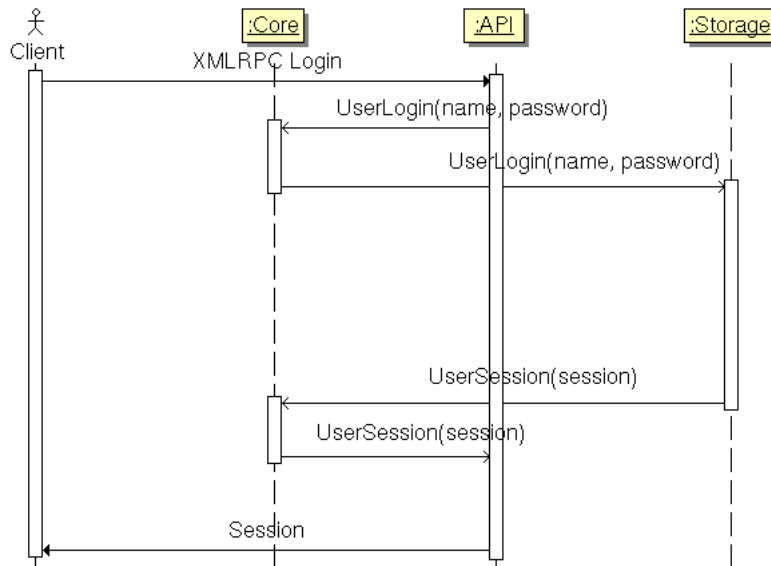 Client
:Core
:API
:Storage
XMLRPC Login
UserLogin(name, password)
UserLogin(name, password)
UserSession(session)
UserSession(session)
Session